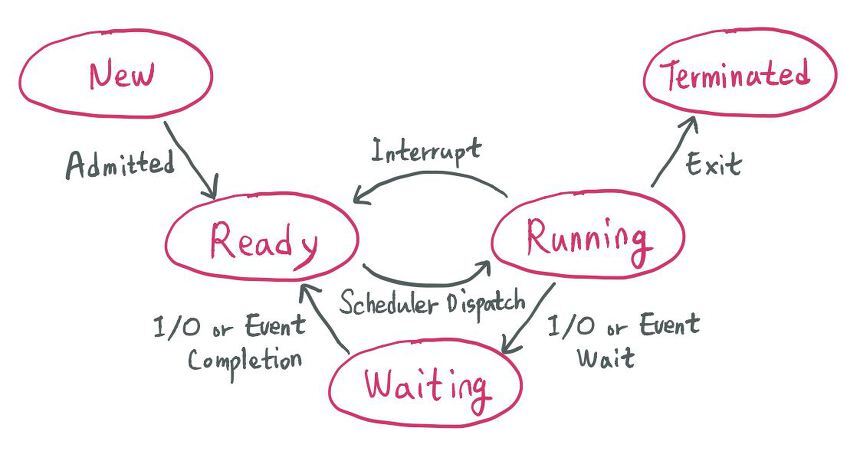 New
Terminated
Admitted
Interrupt
Exit
Ready
Running
Scheduler Dispatch
I/O or Event
Completion
I/O or Event
Wait
Waiting